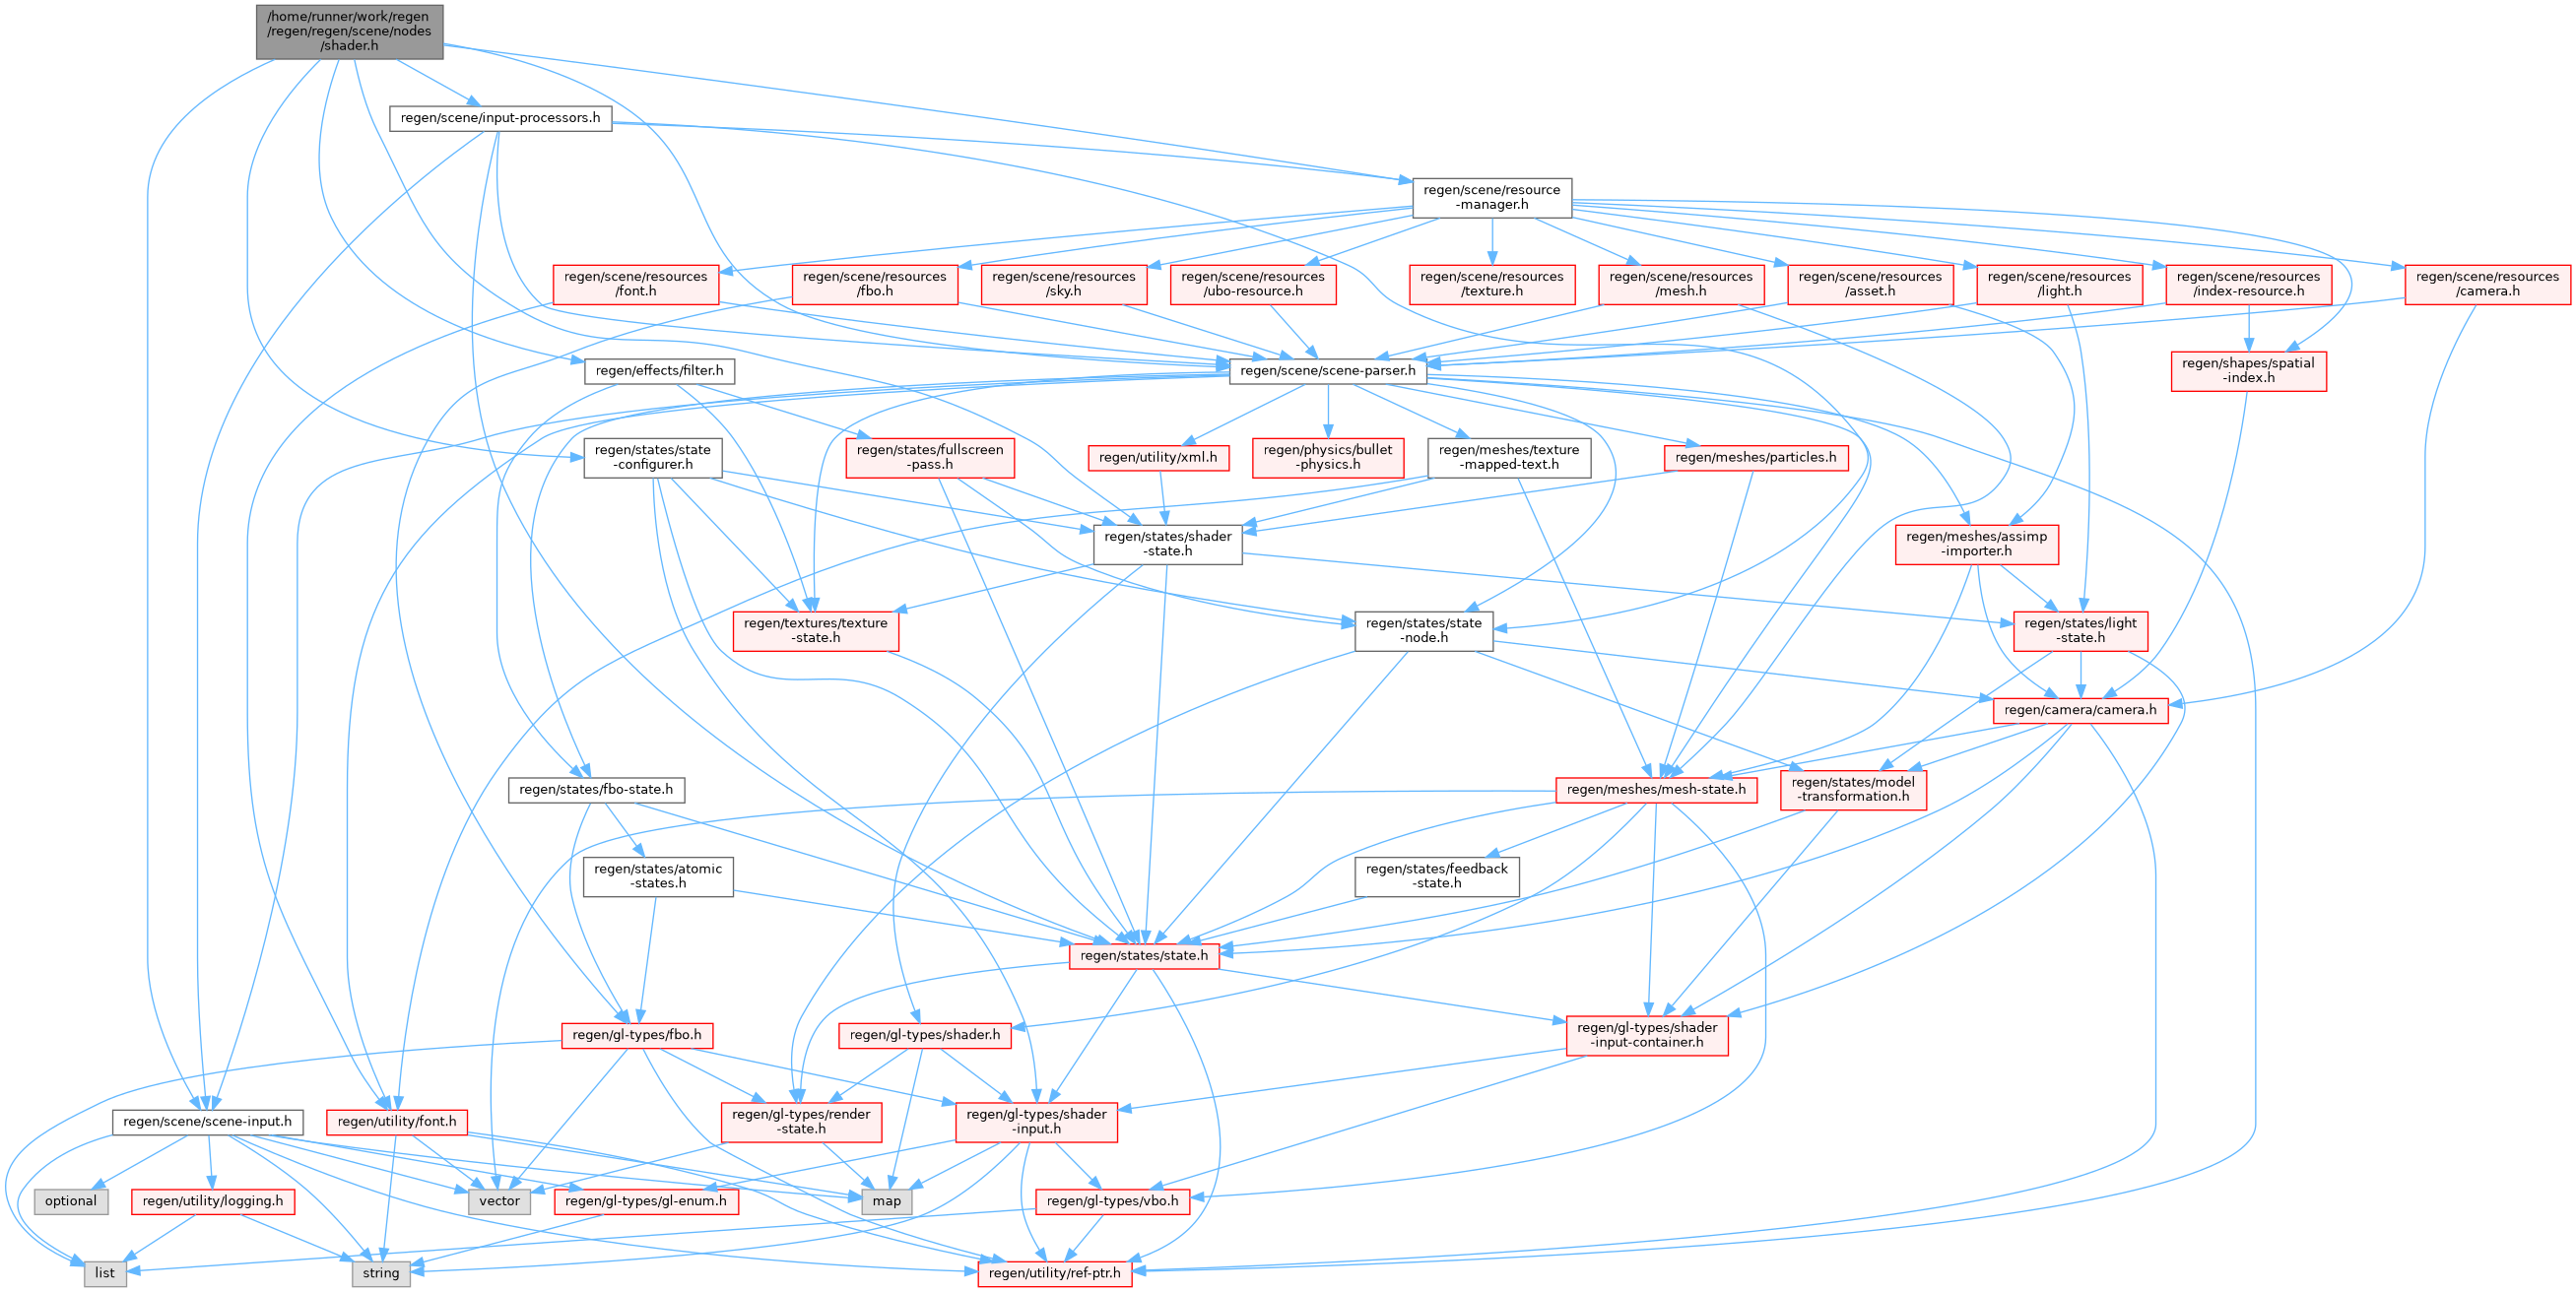 /home/runner/work/regen
/regen/regen/scene/nodes
/shader.h
regen/scene/input-processors.h
regen/scene/resource
-manager.h
regen/scene/resources
/font.h
regen/scene/resources
/fbo.h
regen/scene/resources
/sky.h
regen/scene/resources
/ubo-resource.h
regen/scene/resources
/texture.h
regen/scene/resources
/mesh.h
regen/scene/resources
/asset.h
regen/scene/resources
/light.h
regen/scene/resources
/index-resource.h
regen/scene/resources
/camera.h
regen/effects/filter.h
regen/scene/scene-parser.h
regen/shapes/spatial
-index.h
regen/states/state
-configurer.h
regen/states/fullscreen
-pass.h
regen/utility/xml.h
regen/physics/bullet
-physics.h
regen/meshes/texture
-mapped-text.h
regen/meshes/particles.h
regen/states/shader
-state.h
regen/meshes/assimp
-importer.h
regen/textures/texture
-state.h
regen/states/state
-node.h
regen/states/light
-state.h
regen/camera/camera.h
regen/states/fbo-state.h
regen/meshes/mesh-state.h
regen/states/model
-transformation.h
regen/states/atomic
-states.h
regen/states/feedback
-state.h
regen/states/state.h
regen/gl-types/fbo.h
regen/gl-types/shader.h
regen/gl-types/shader
-input-container.h
regen/scene/scene-input.h
regen/utility/font.h
regen/gl-types/render
-state.h
regen/gl-types/shader
-input.h
optional
regen/utility/logging.h
vector
regen/gl-types/gl-enum.h
map
regen/gl-types/vbo.h
list
string
regen/utility/ref-ptr.h